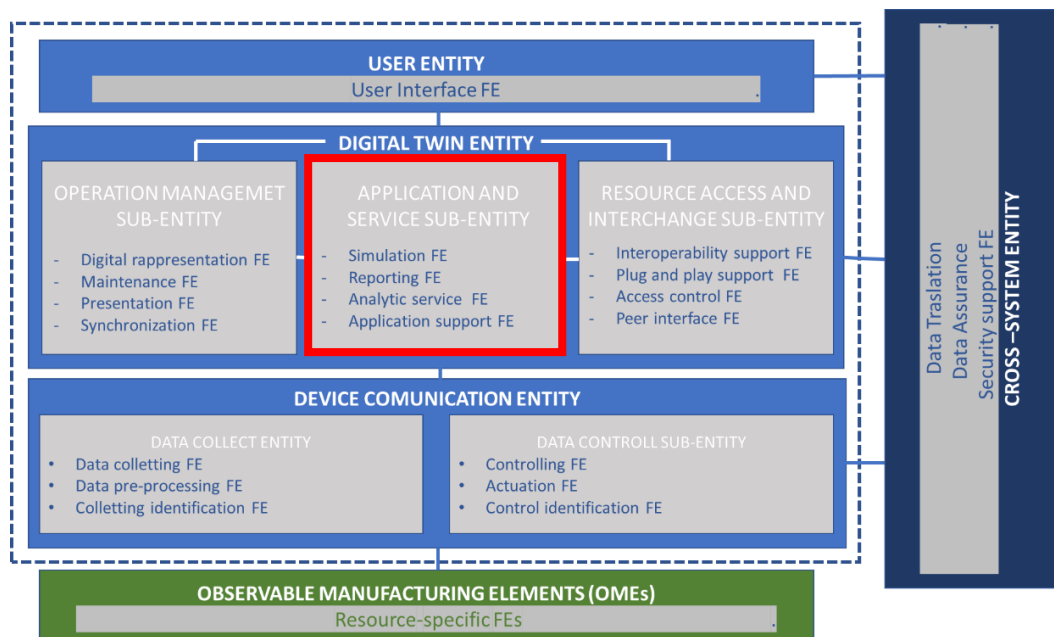 USER ENTITY
User Interface FE
DIGITAL TWIN ENTITY
OPERATION MANAGEMET
SUB-ENTITY
- Digital rappresentation FE
- Maintenance FE
- Presentation FE
- Synchronization FE
APPLICATION AND
SERVICE SUB-ENTITY
- Simulation FE
- Reporting FE
- Analytic service FE
- Application support FE
RESOURCE ACCESS AND
INTERCHANGE SUB-ENTITY
- Interoperability support FE
- Plug and play support FE
- Access control FE
- Peer interface FE
DEVICE COMUNICATION ENTITY
DATA COLLECT ENTITY
• Data colletting FE
• Data pre-processing FE
• Colletting identification FE
DATA CONTROLL SUB-ENTITY
• Controlling FE
• Actuation FE
• Control identification FE
OBSERVABLE MANUFACTURING ELEMENTS (OMEs)
Resource-specific FEs
Data Traslation
Data Assurance
Security support FE
CROSS –SYSTEM ENTITY